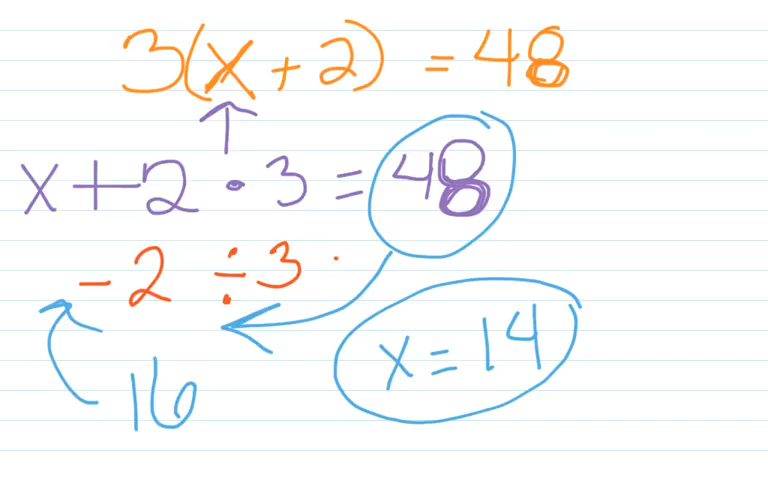 3(x + 2) = 48
x + 2 · 3 = 48
- 2 ÷ 3
16
x = 14